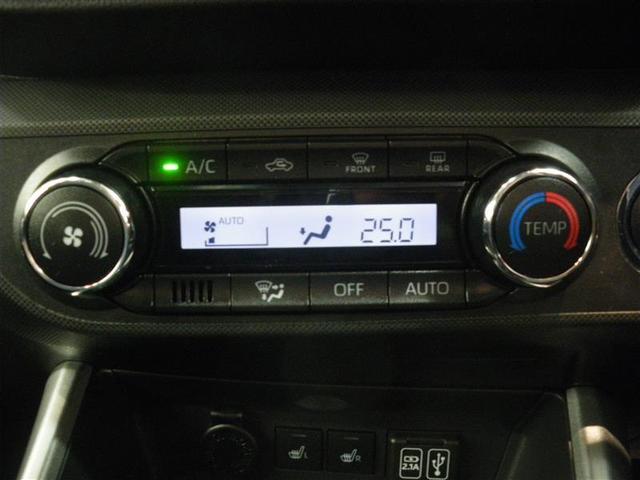 A/C
FRONT
REAR
AUTO
25.0
TEMP
OFF
AUTO
L
R
2.1A